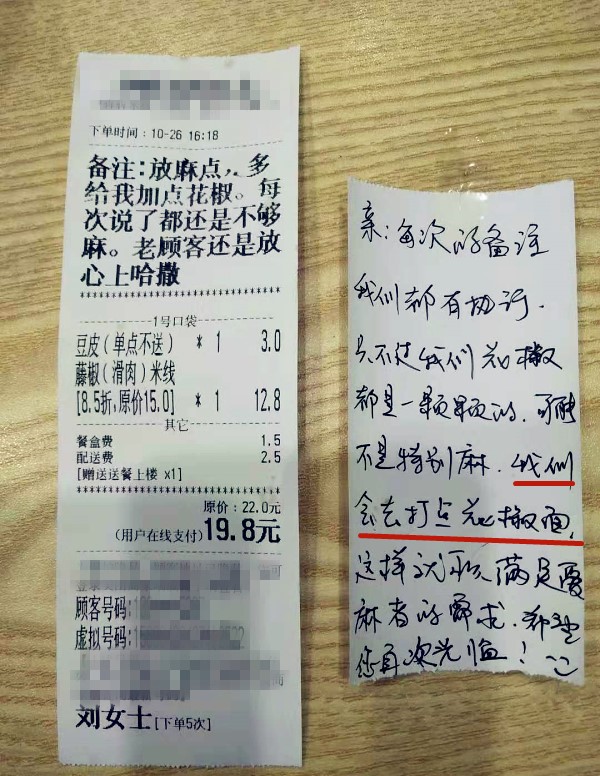 下单时间：10-26 16:18
备注：放麻点，，多
给我加点花椒。每
次说了都还是不够
麻。老顾客还是放
心上哈撒
1号口袋
豆皮（单点不送） * 1 3.0
藤椒（滑肉）米线
[8.5折，原价15.0] * 1 12.8
其它
餐盒费 1.5
配送费 2.5
[赠送送餐上楼 x1]
原价：22.0元
（用户在线支付）19.8元
顾客号码：
虚拟号码：
刘女士[下单5次]
亲：每次的备注
我们都有协许．
只不过我们花椒
都是一颗颗的．可能
不是特别麻．我们
会去打点花椒面，
这样就可以满足爱
麻者的需求．希望
您再次光临！